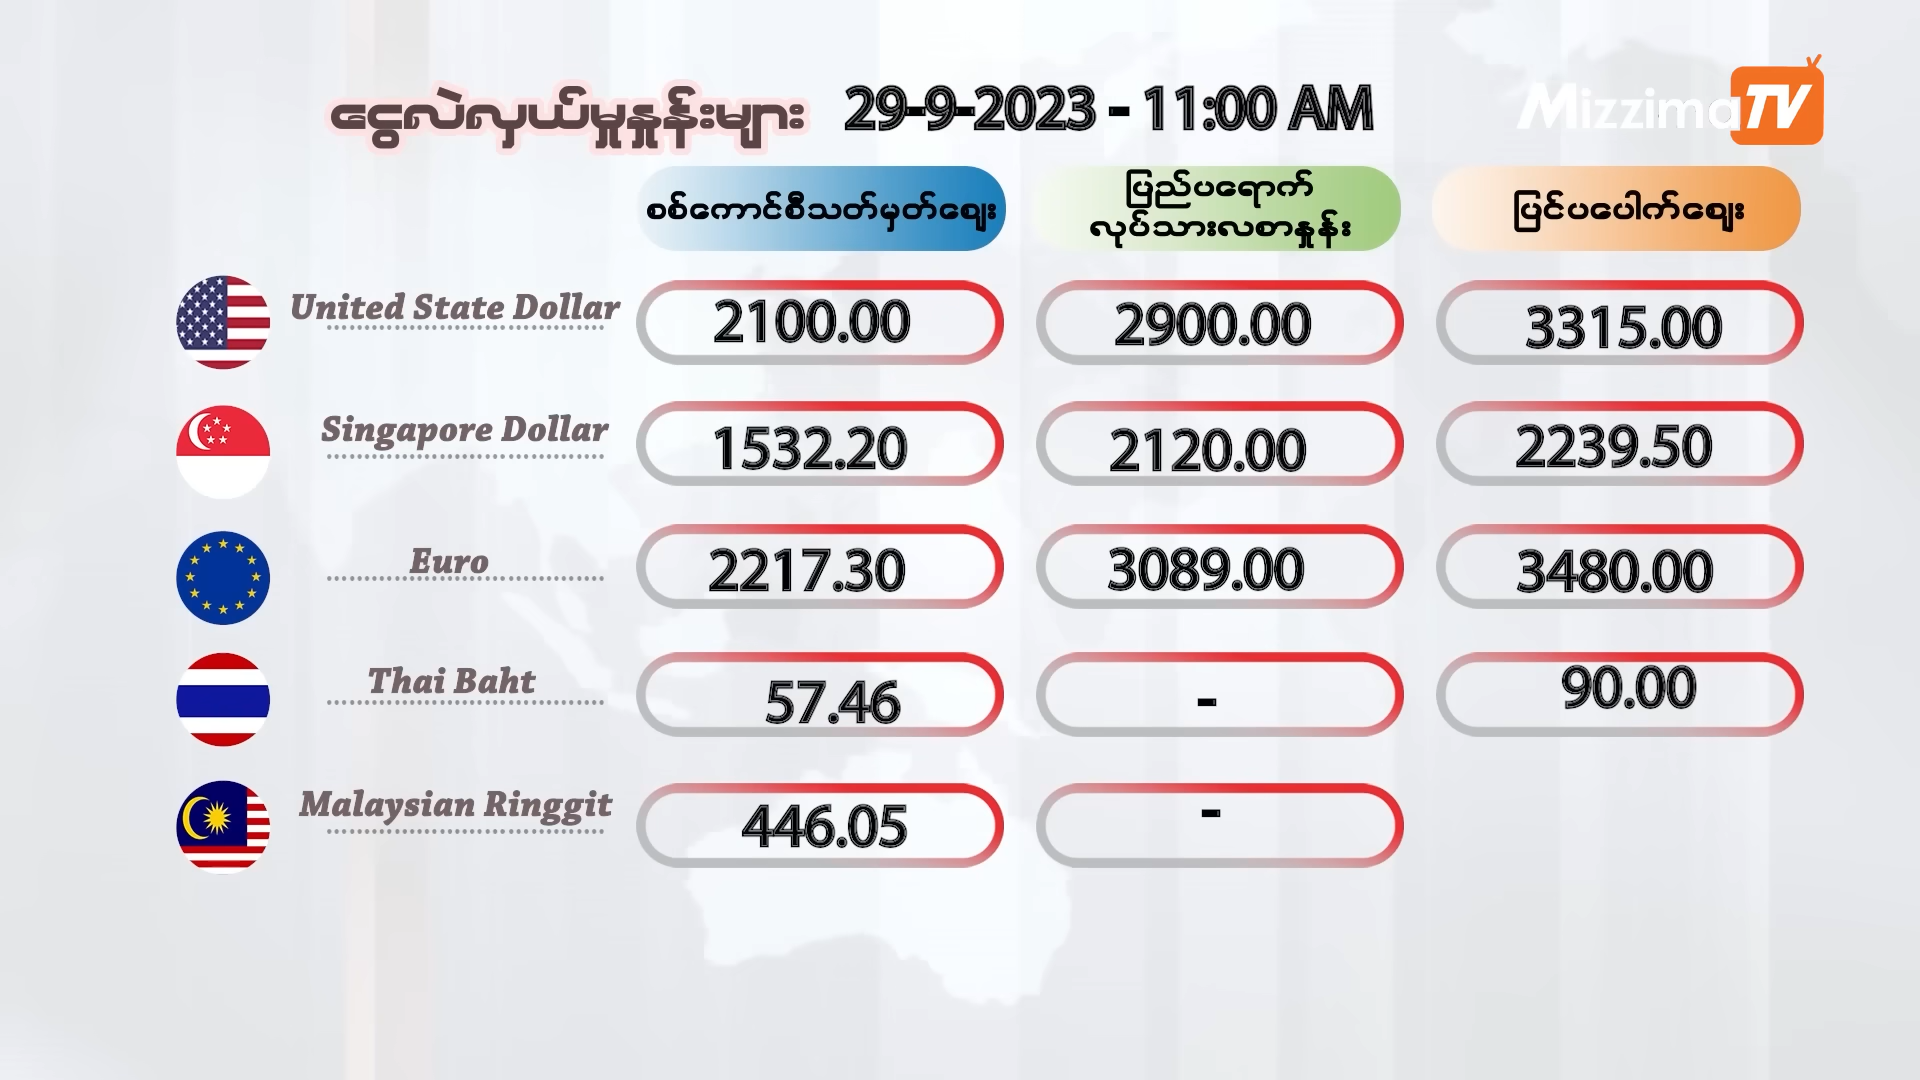 ငွေလဲလှယ်မှုနှုန်းများ 29-9-2023 - 11:00 AM
Mizzima TV
စစ်ကောင်စီသတ်မှတ်ဈေး
ပြည်ပရောက်
လုပ်သားလစာနှုန်း
ပြင်ပပေါက်ဈေး
United State Dollar 2100.00 2900.00 3315.00
Singapore Dollar 1532.20 2120.00 2239.50
Euro 2217.30 3089.00 3480.00
Thai Baht 57.46 - 90.00
Malaysian Ringgit 446.05 -